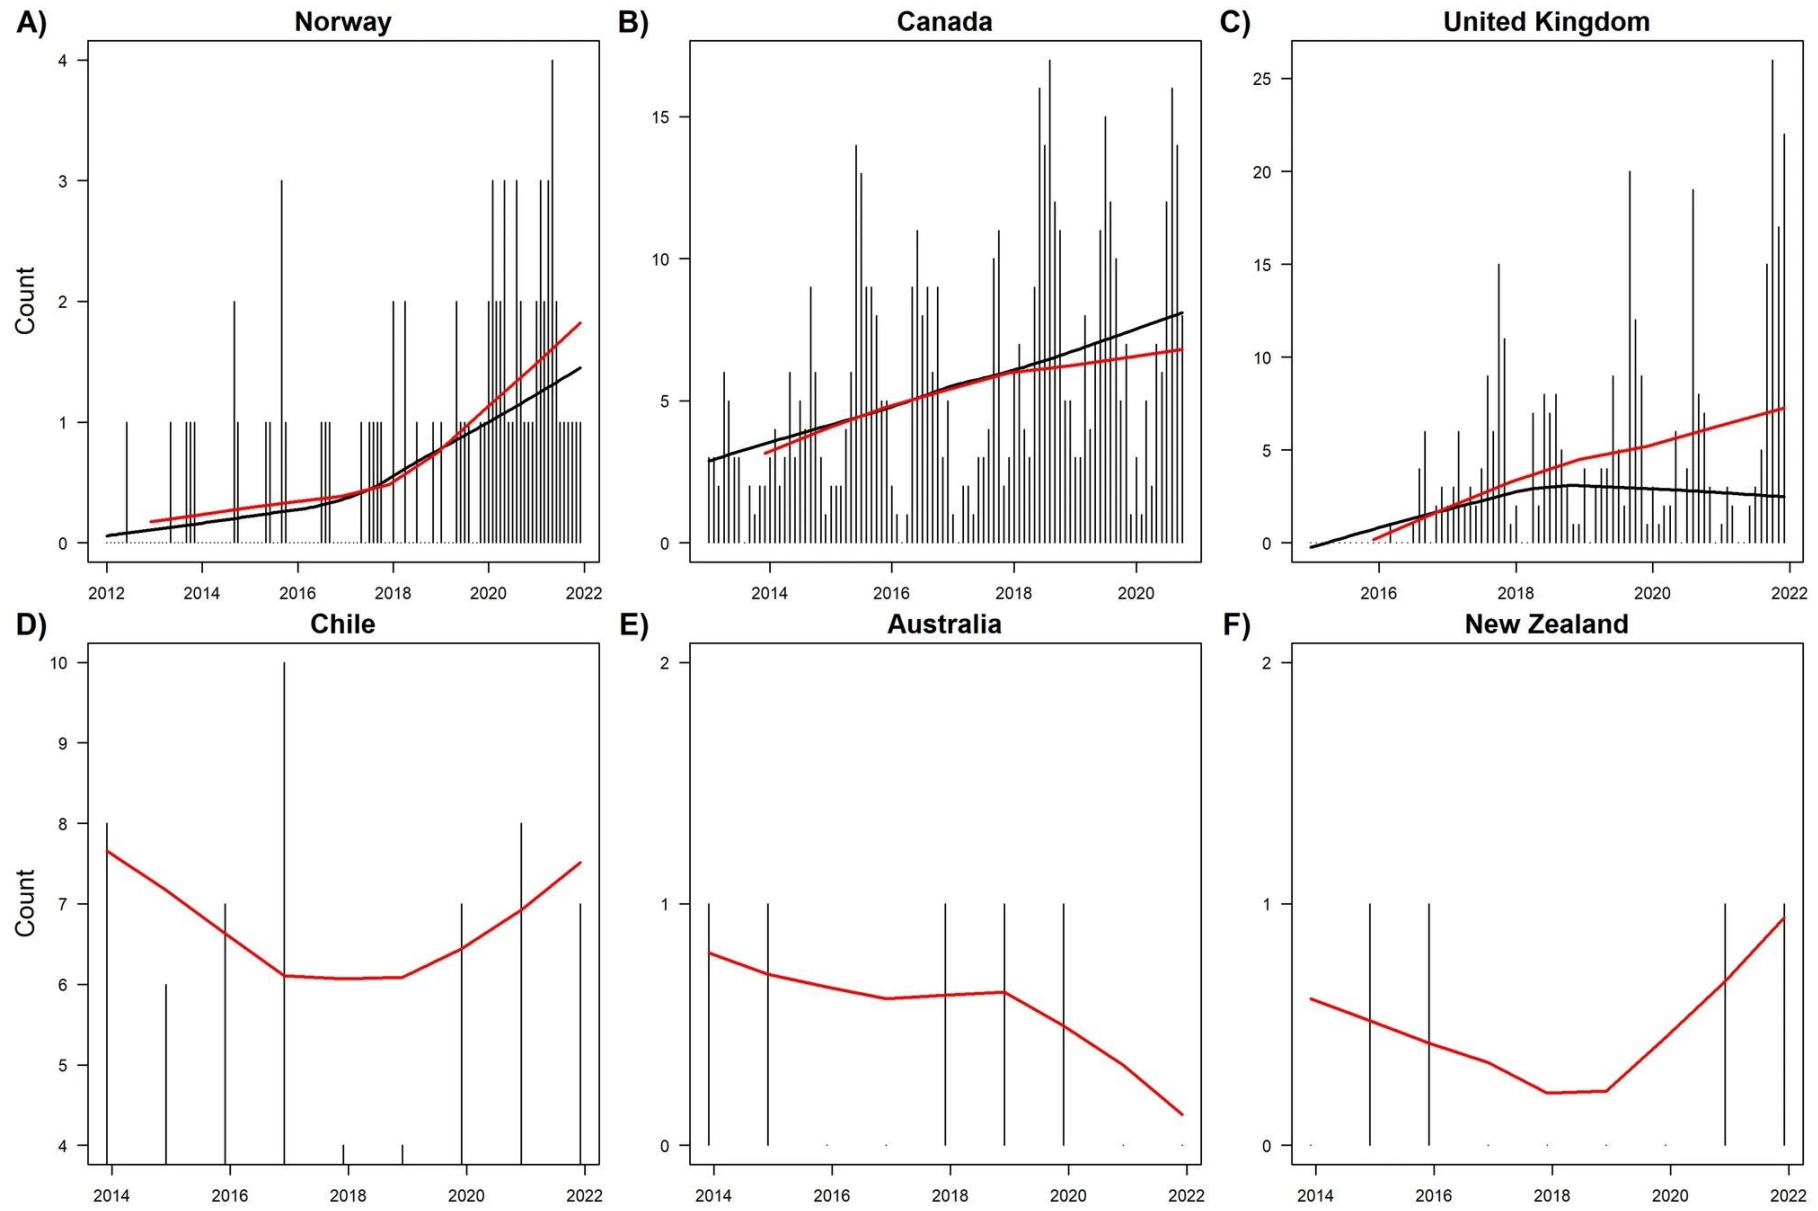 A) Norway
Count
4
3
2
1
0
2012 2014 2016 2018 2020 2022
B) Canada
15
10
5
0
2014 2016 2018 2020
C) United Kingdom
25
20
15
10
5
0
2016 2018 2020 2022
D) Chile
Count
10
9
8
7
6
5
4
2014 2016 2018 2020 2022
E) Australia
2
1
0
2014 2016 2018 2020 2022
F) New Zealand
2
1
0
2014 2016 2018 2020 2022